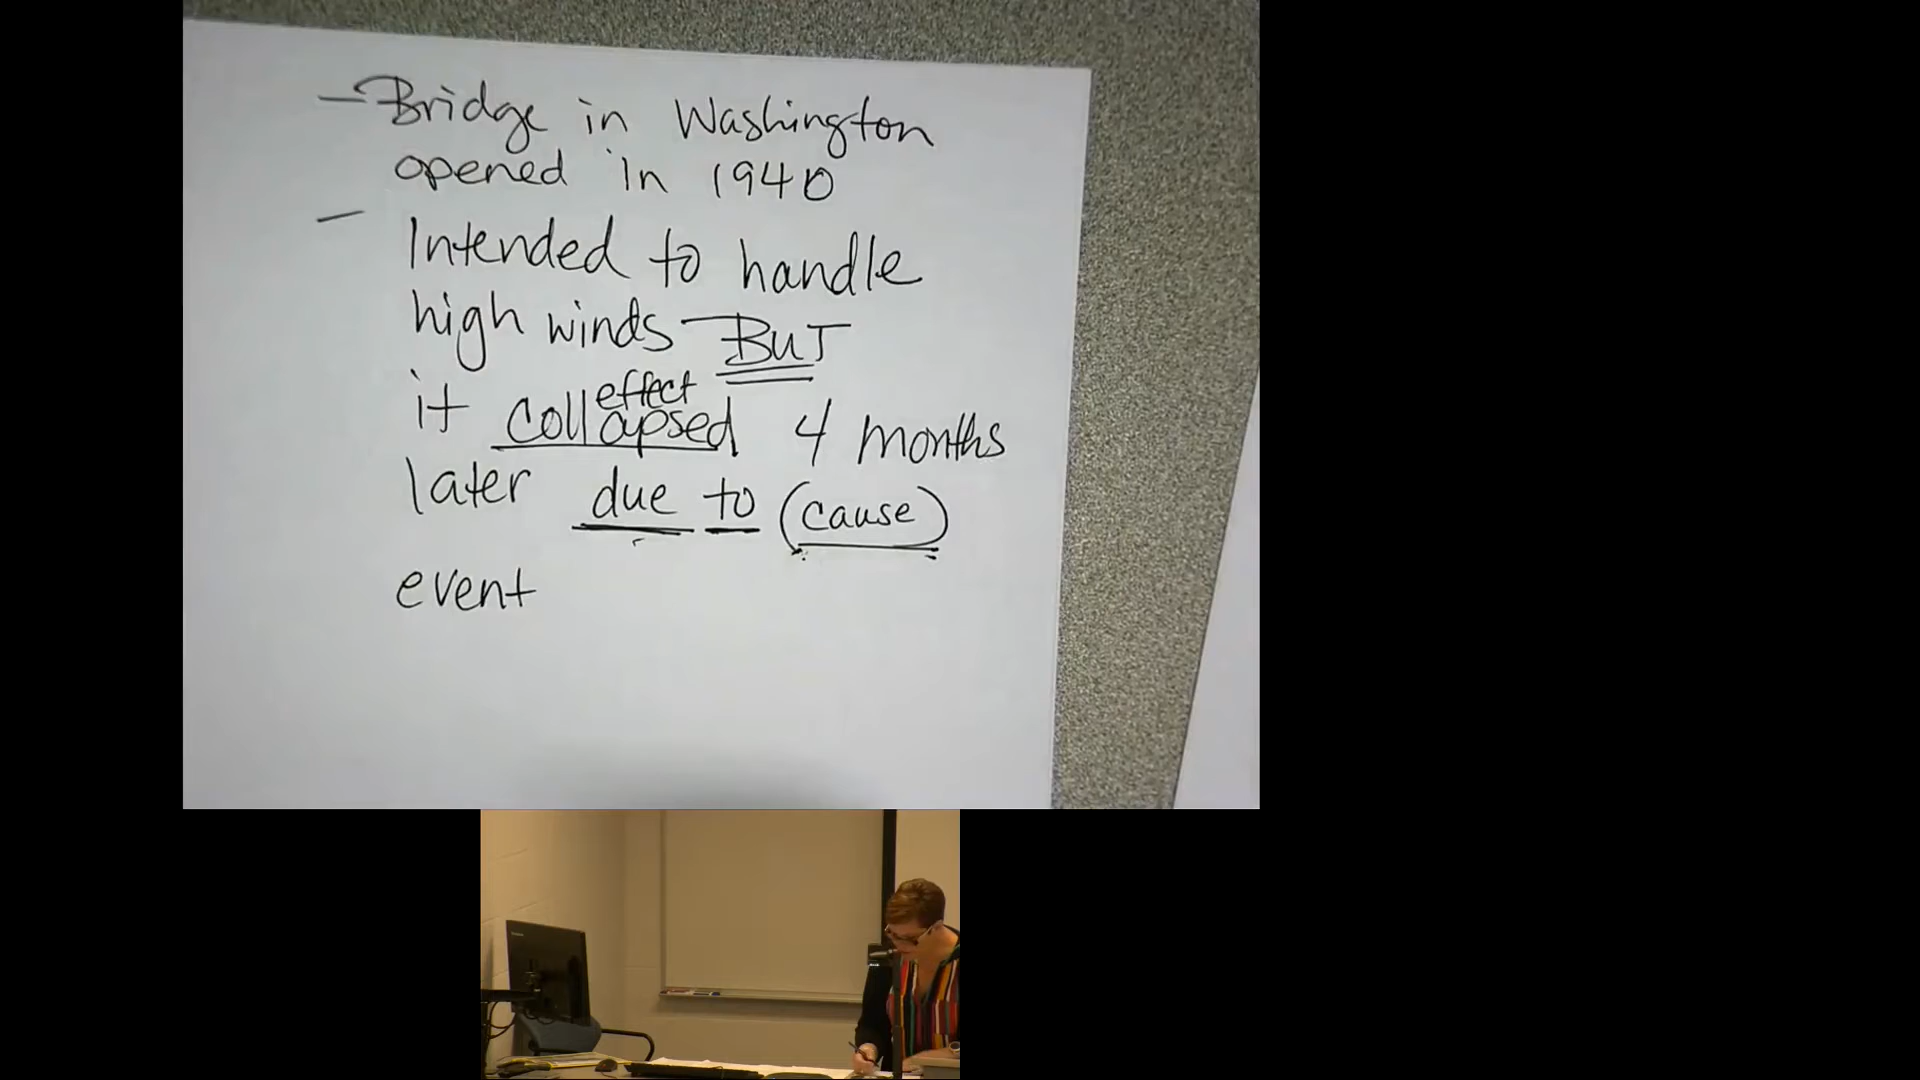 - Bridge in Washington
opened in 1940
- Intended to handle
high winds BUT
effect
it collapsed 4 months
later due to (cause)
event